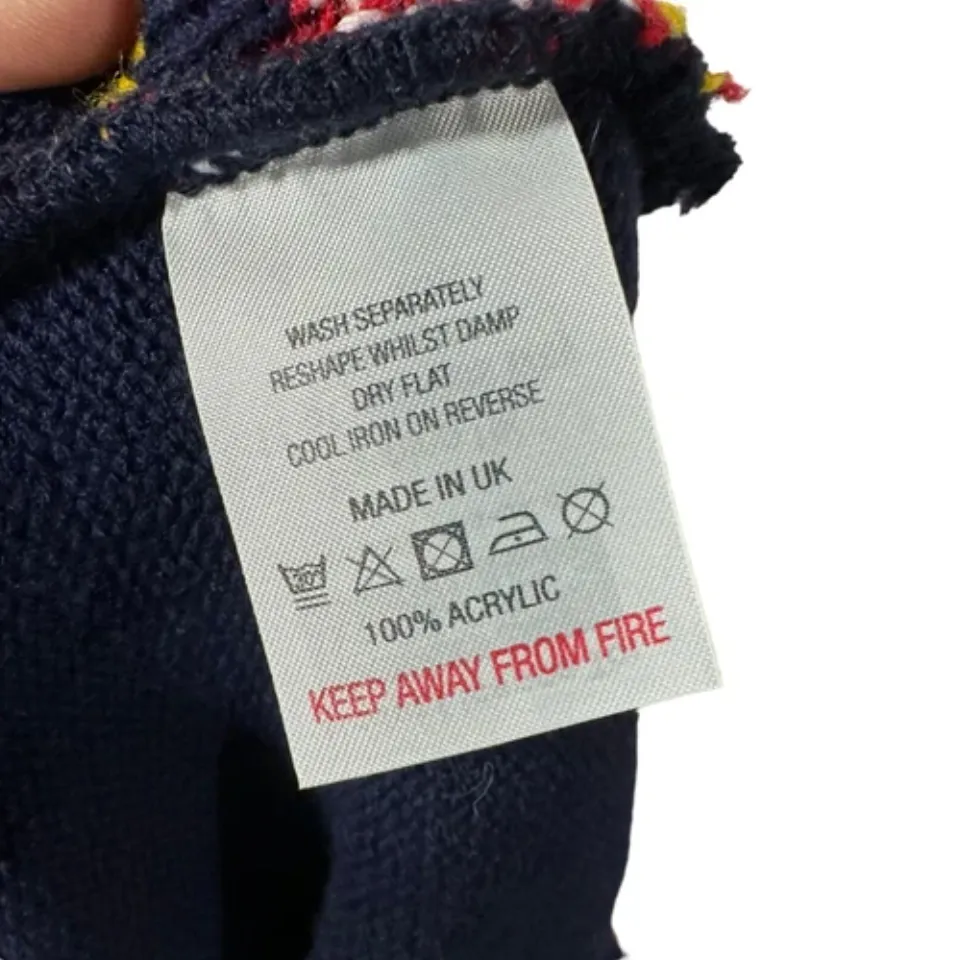 WASH SEPARATELY
RESHAPE WHILST DAMP
DRY FLAT
COOL IRON ON REVERSE
MADE IN UK
30°
100% ACRYLIC
KEEP AWAY FROM FIRE